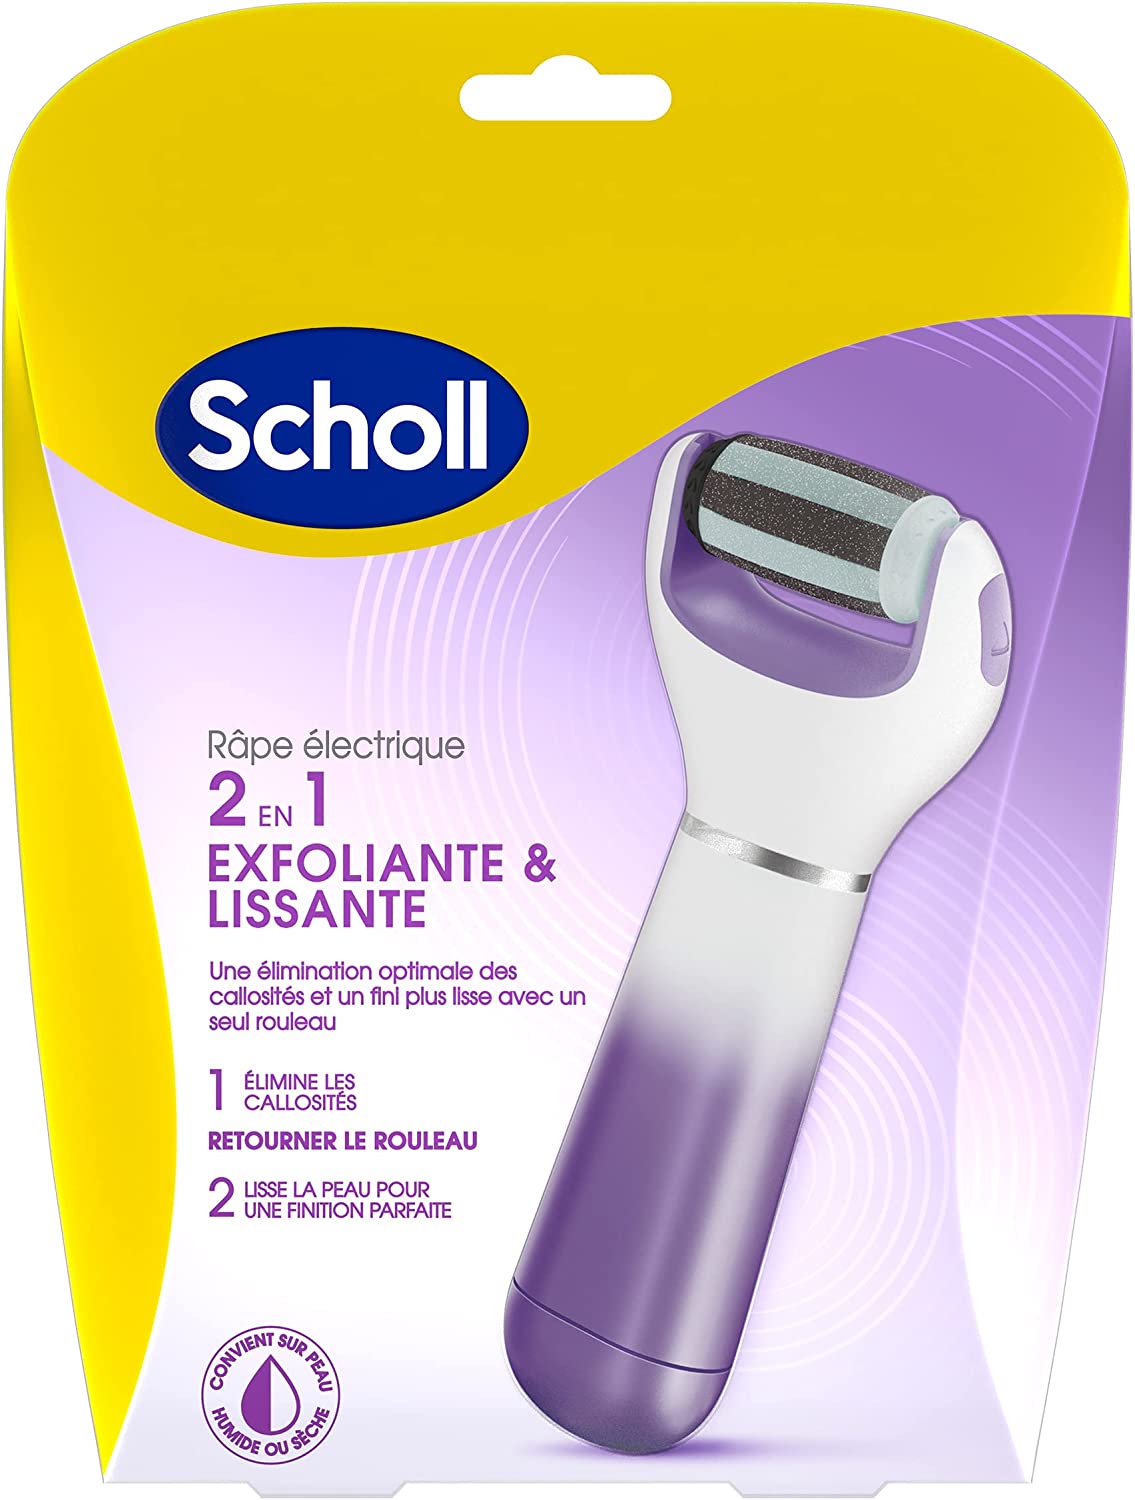 Scholl
Râpe électrique
2 EN 1
EXFOLIANTE &
LISSANTE
Une élimination optimale des
callosités et un fini plus lisse avec un
seul rouleau
1 ÉLIMINE LES
CALLOSITÉS
RETOURNER LE ROULEAU
2 LISSE LA PEAU POUR
UNE FINITION PARFAITE
CONVIENT SUR PEAU
HUMIDE OU SÈCHE